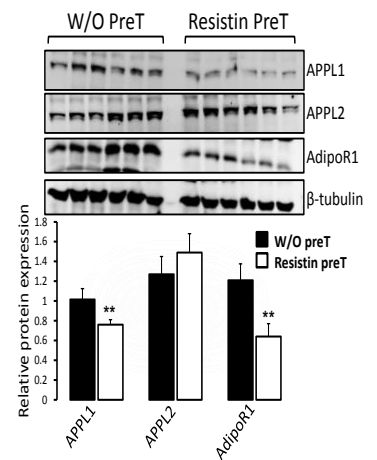 W/O PreT Resistin PreT
APPL1
APPL2
AdipoR1
β-tubulin
Relative protein expression
1.8
1.6
1.4
1.2
1
0.8
0.6
0.4
0.2
0
W/O preT
Resistin preT
**
**
APPL1 APPL2 AdipoR1